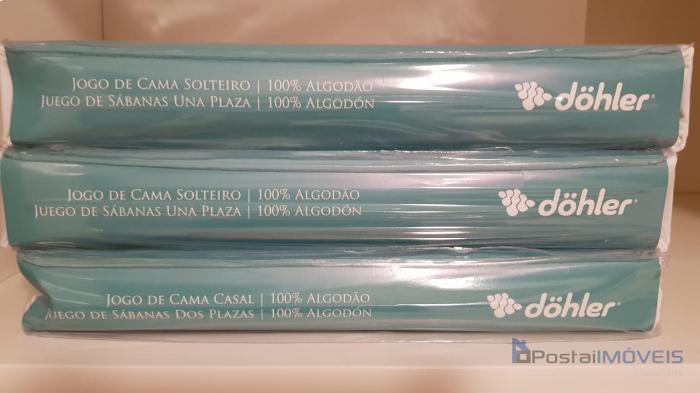 JOGO DE CAMA SOLTEIRO | 100% ALGODÃO
JUEGO DE SÁBANAS UNA PLAZA | 100% ALGODÓN
döhler
JOGO DE CAMA SOLTEIRO | 100% ALGODÃO
JUEGO DE SÁBANAS UNA PLAZA | 100% ALGODÓN
döhler
JOGO DE CAMA CASAL | 100% ALGODÃO
JUEGO DE SÁBANAS DOS PLAZAS | 100% ALGODÓN
döhler
PostaiIMÓVEIS